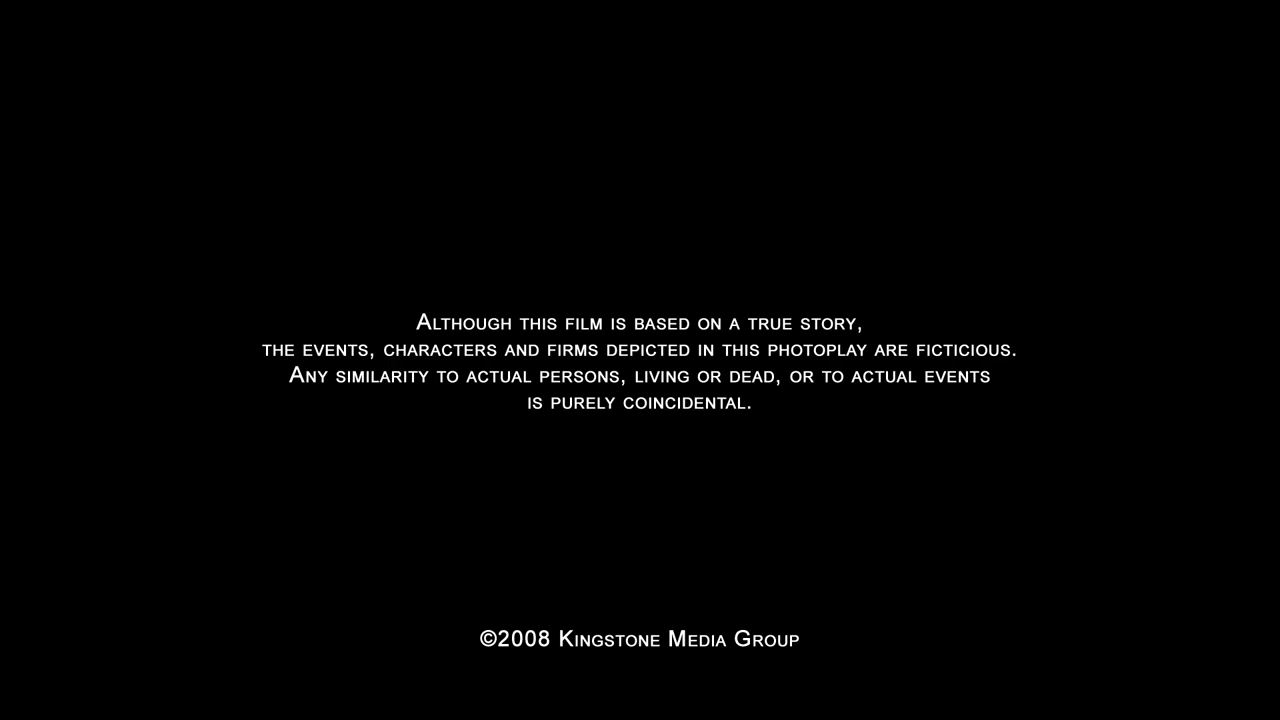 Although this film is based on a true story,
the events, characters and firms depicted in this photoplay are ficticious.
Any similarity to actual persons, living or dead, or to actual events
is purely coincidental.
©2008 Kingstone Media Group